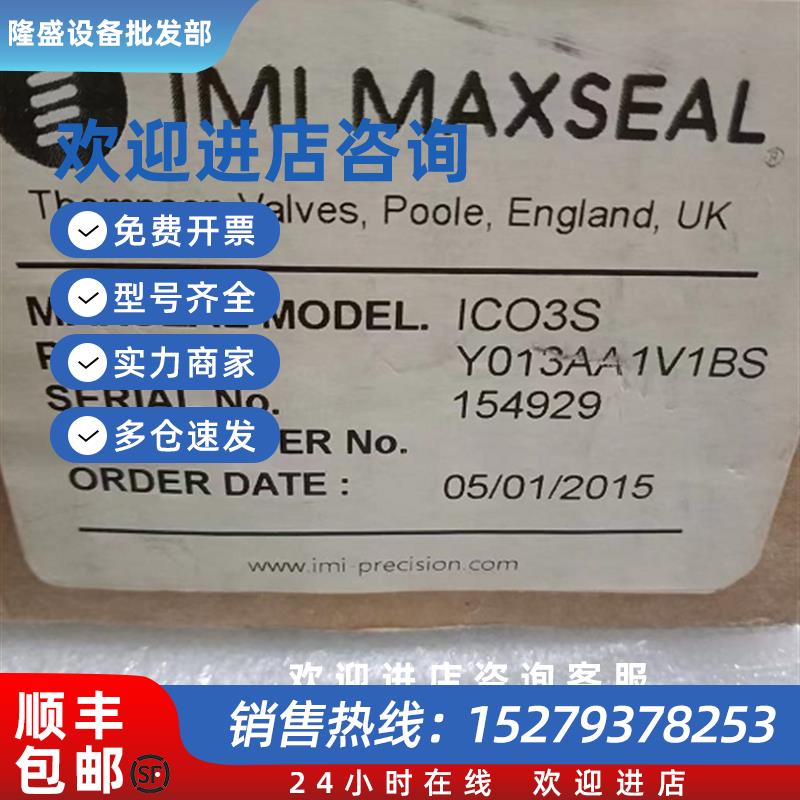 隆盛设备批发部
IMI MAXSEAL
欢迎进店咨询
Valves, Poole, England, UK
免费开票
MODEL. ICO3S
型号齐全
Y013AA1V1BS
实力商家
SERIAL No. 154929
多仓速发
ER No.
ORDER DATE : 05/01/2015
www.imi-precision.com
欢迎进店咨询客服
顺丰包邮
SF
销售热线：15279378253
24小时在线 欢迎进店